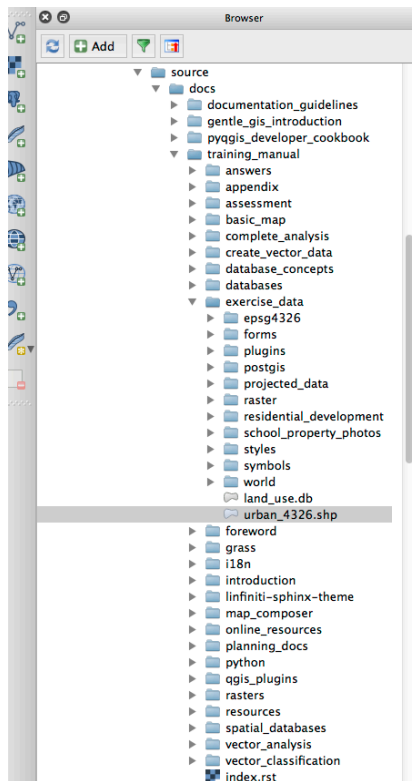 Browser
Add
source
docs
documentation_guidelines
gentle_gis_introduction
pyqgis_developer_cookbook
training_manual
answers
appendix
assessment
basic_map
complete_analysis
create_vector_data
database_concepts
databases
exercise_data
epsg4326
forms
plugins
postgis
projected_data
raster
residential_development
school_property_photos
styles
symbols
world
land_use.db
urban_4326.shp
foreword
grass
i18n
introduction
linfiniti-sphinx-theme
map_composer
online_resources
planning_docs
python
qgis_plugins
rasters
resources
spatial_databases
vector_analysis
vector_classification
index.rst